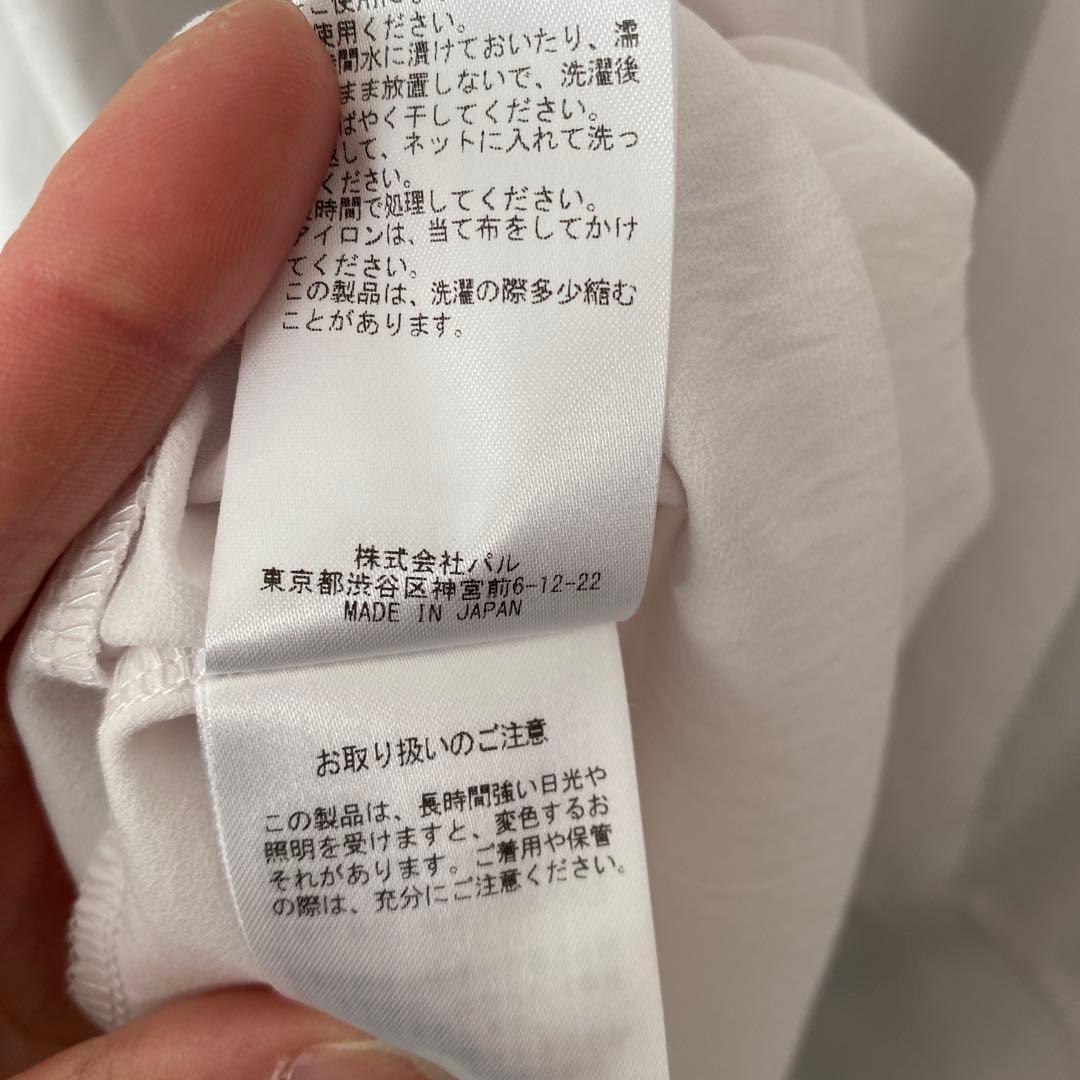 ご使用に
使用ください。
間水に漬けておいたり、濡
まま放置しないで、洗濯後
ばやく干してください。
返して、ネットに入れて洗っ
ください。
時間で処理してください。
アイロンは、当て布をしてかけ
てください。
この製品は、洗濯の際多少縮む
ことがあります。
株式会社パル
東京都渋谷区神宮前6-12-22
MADE IN JAPAN
お取り扱いのご注意
この製品は、長時間強い日光や
照明を受けますと、変色するお
それがあります。ご着用や保管
の際は、充分にご注意ください。